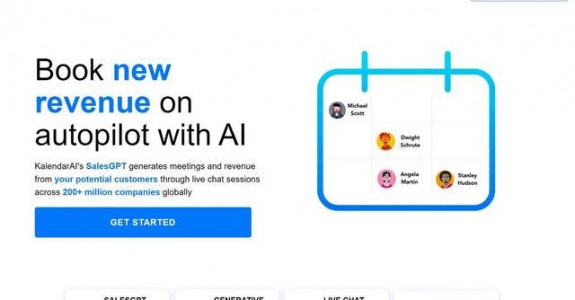 Book new
revenue on
autopilot with AI
KalendarAI's SalesGPT generates meetings and revenue
from your potential customers through live chat sessions
across 200+ million companies globally
GET STARTED
Michael
Scott
Dwight
Schrute
Angela
Martin
Stanley
Hudson
SALESGPT
GENERATIVE
LIVE CHAT